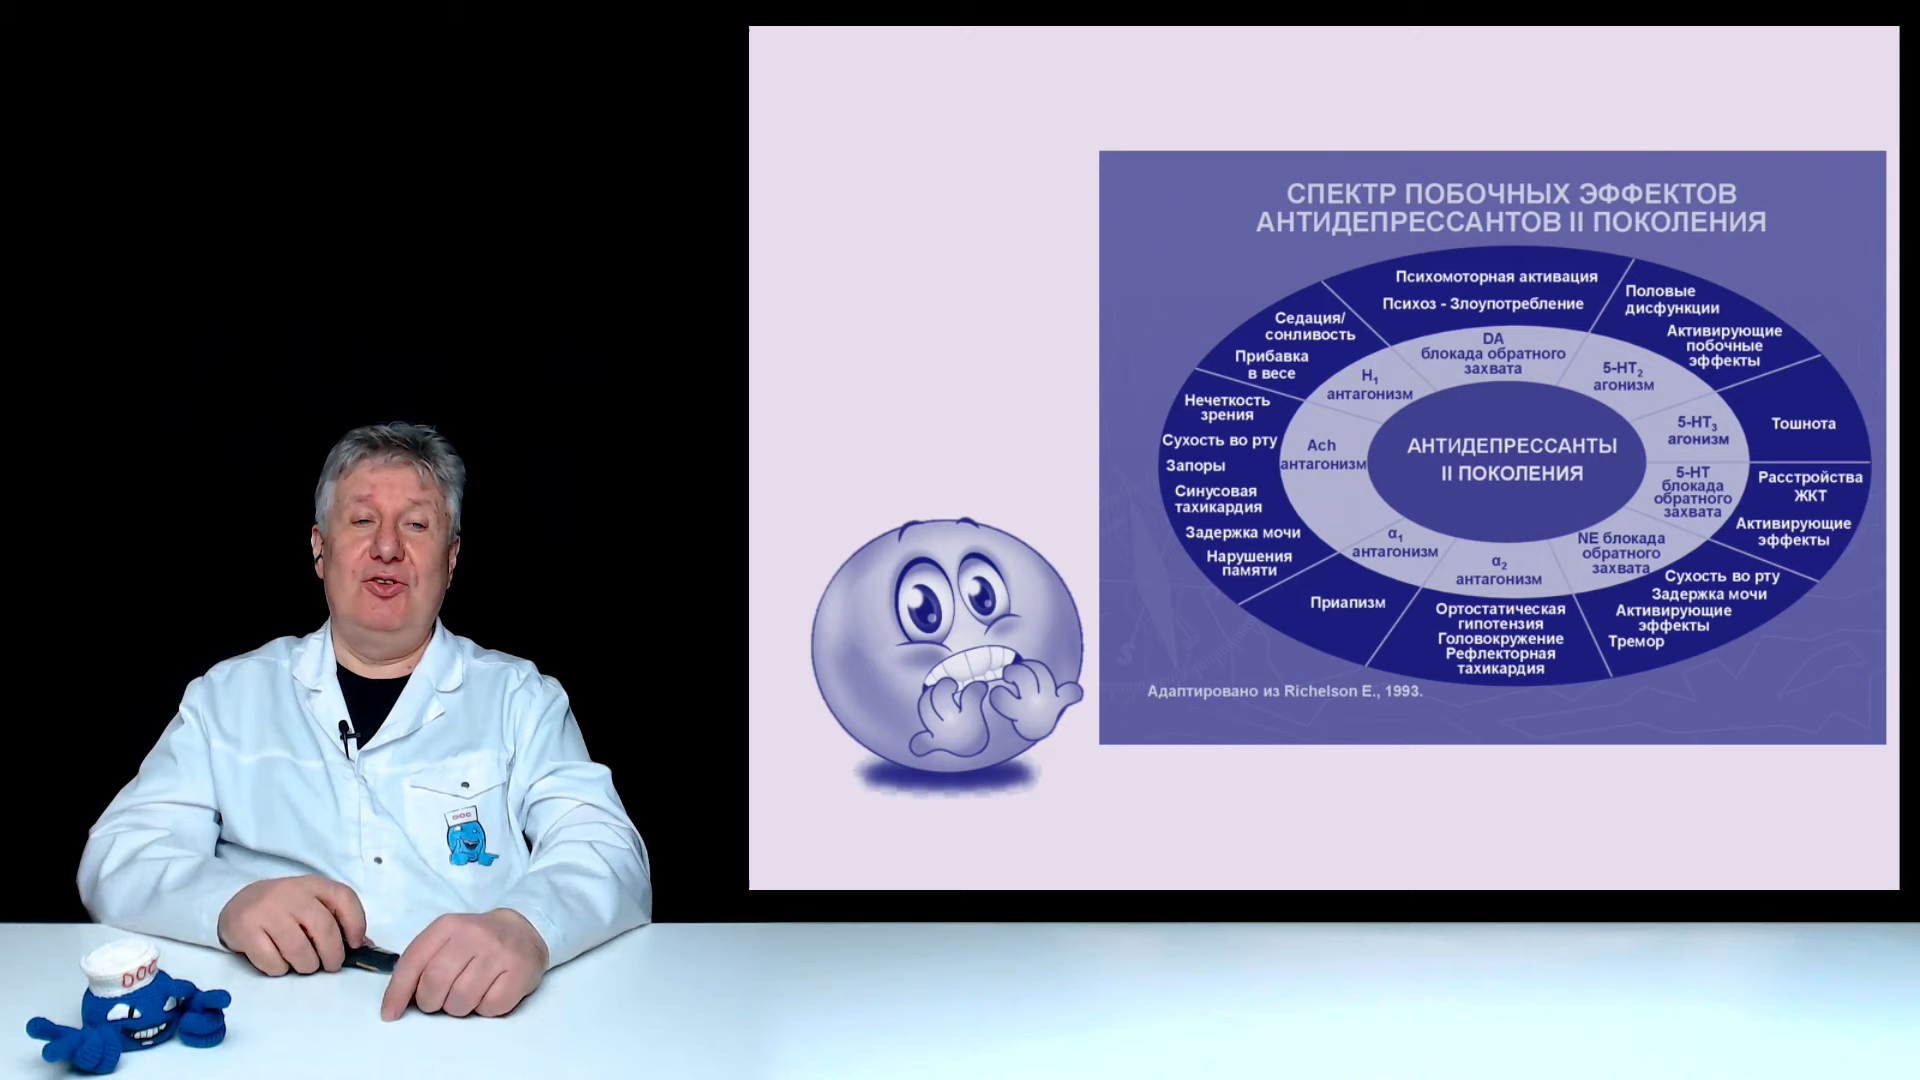 СПЕКТР ПОБОЧНЫХ ЭФФЕКТОВ
АНТИДЕПРЕССАНТОВ II ПОКОЛЕНИЯ
Психомоторная активация
Психоз - Злоупотребление
Половые
дисфункции
Активирующие
побочные
эффекты
Седация/
сонливость
Прибавка
в весе
DA
блокада обратного
захвата
5-HT₂
агонизм
H₁
антагонизм
Нечеткость
зрения
Сухость во рту
Запоры
Синусовая
тахикардия
Задержка мочи
Нарушения
памяти
Ach
антагонизм
АНТИДЕПРЕССАНТЫ
II ПОКОЛЕНИЯ
5-HT₃
агонизм
Тошнота
5-HT
блокада
обратного
захвата
Расстройства
ЖКТ
Активирующие
эффекты
α₁
антагонизм
α₂
антагонизм
NE блокада
обратного
захвата
Приапизм
Ортостатическая
гипотензия
Головокружение
Рефлекторная
тахикардия
Сухость во рту
Задержка мочи
Активирующие
эффекты
Тремор
Адаптировано из Richelson E., 1993.
DOC
DOC